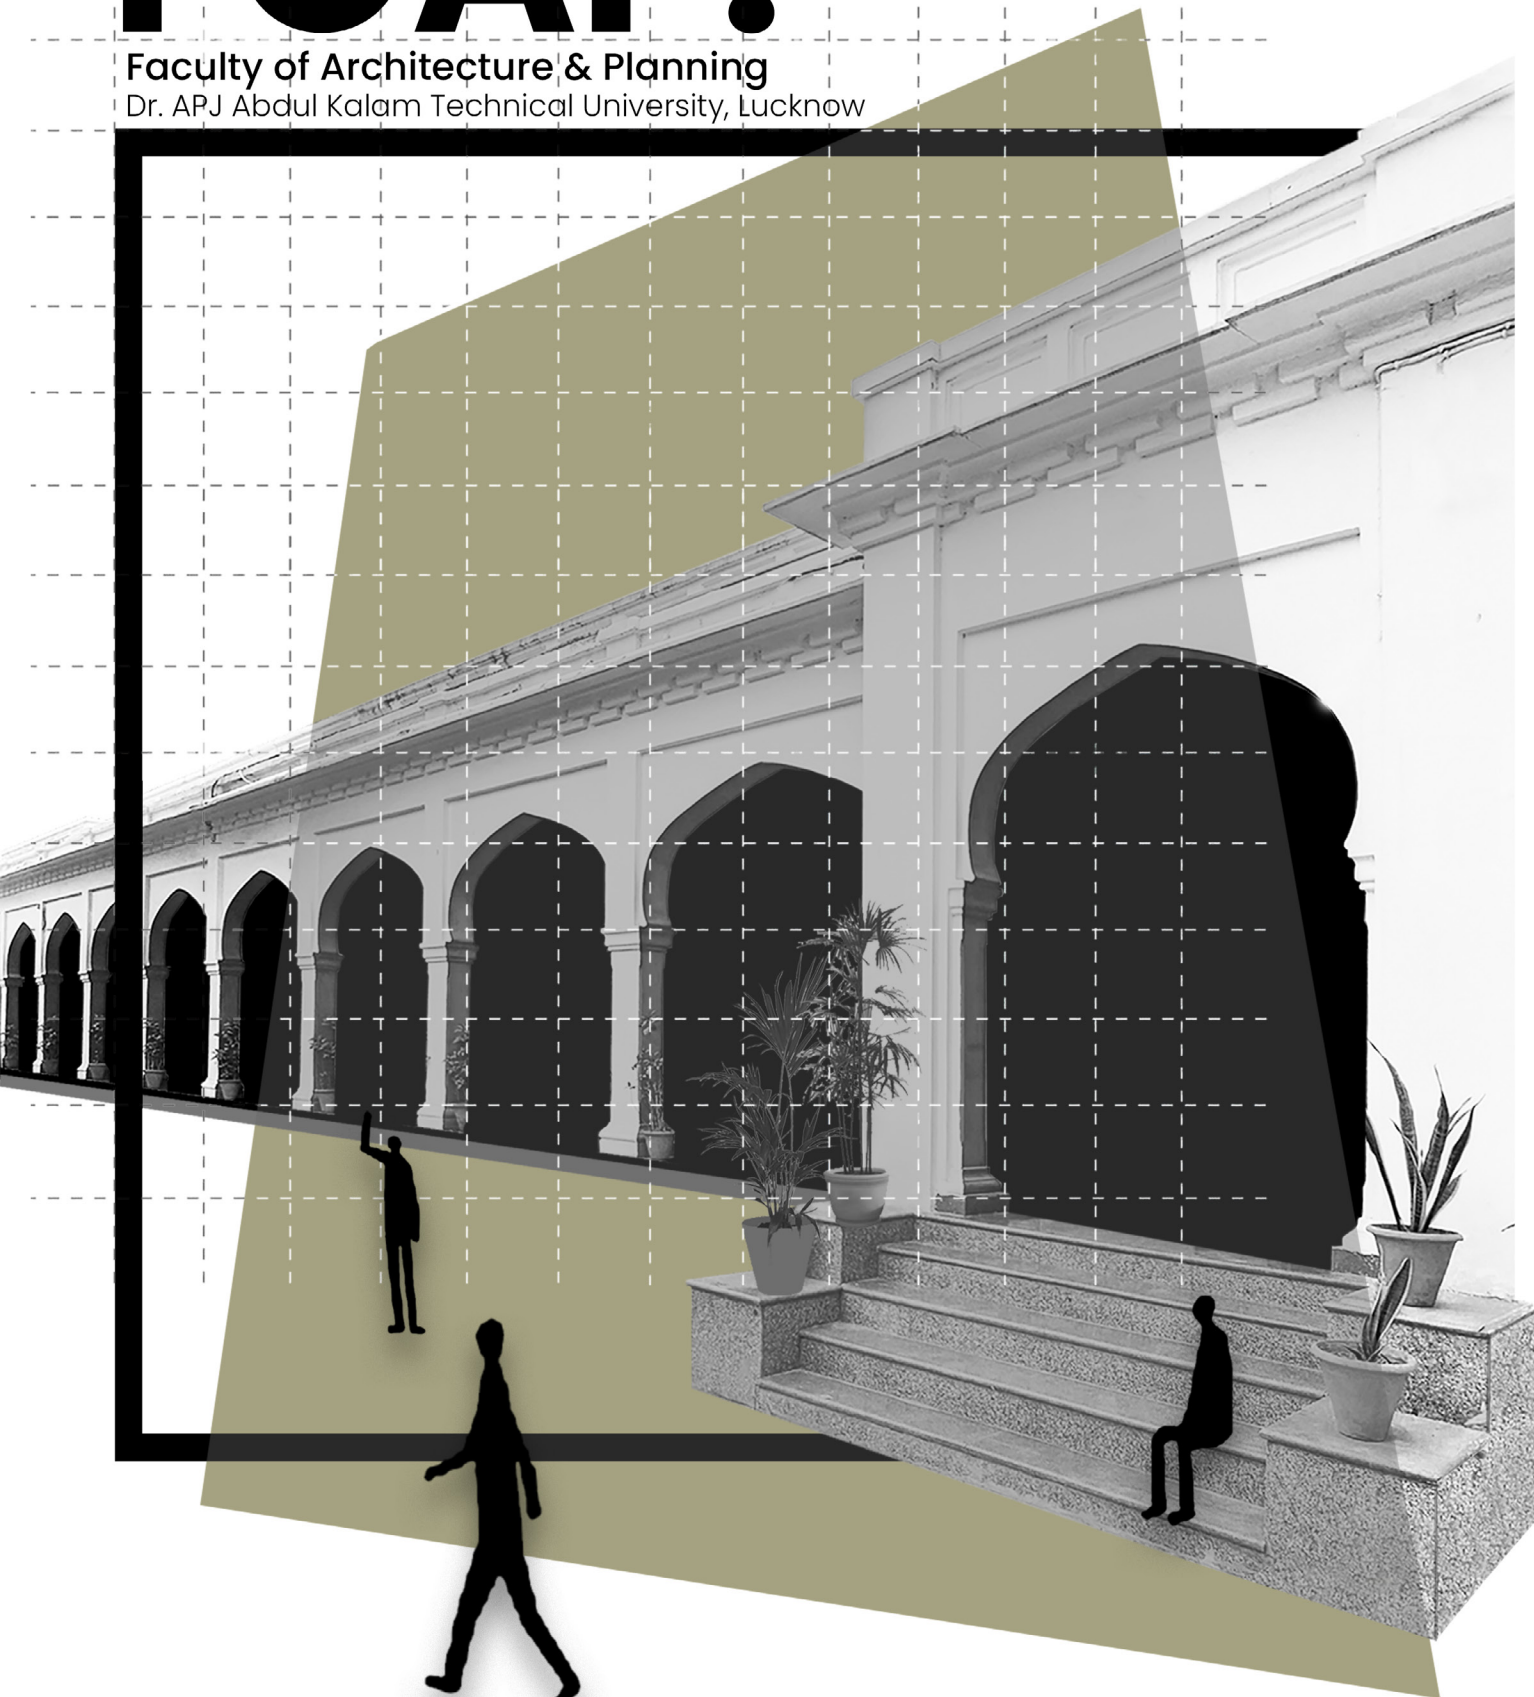 Faculty of Architecture & Planning
Dr. APJ Abdul Kalam Technical University, Lucknow